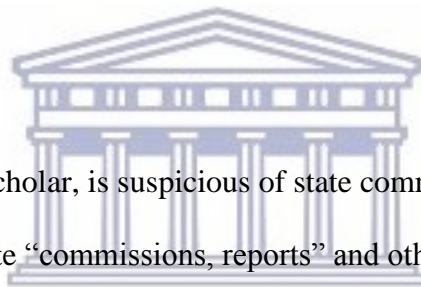 cholar, is suspicious of state comm
te “commissions, reports” and oth